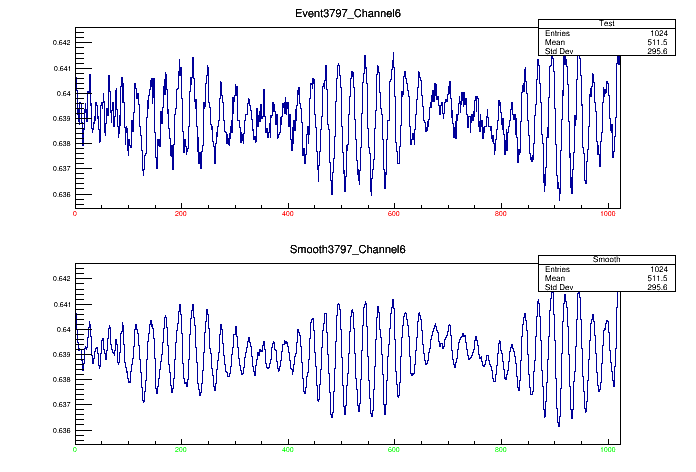 Event3797_Channel6
Test
Entries 1024
Mean 511.5
Std Dev 295.6
0.642
0.641
0.64
0.639
0.638
0.637
0.636
0 200 400 600 800 1000
Smooth3797_Channel6
Smooth
Entries 1024
Mean 511.5
Std Dev 295.6
0.642
0.641
0.64
0.639
0.638
0.637
0.636
0 200 400 600 800 1000